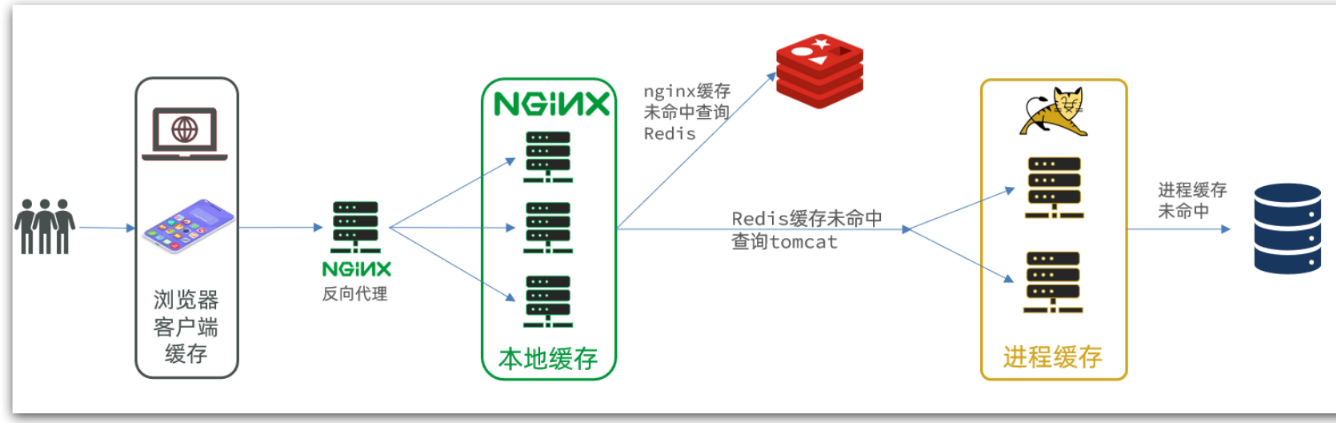 浏览器
客户端
缓存
NGINX
反向代理
NGINX
本地缓存
nginx缓存
未命中查询
Redis
Redis缓存未命中
查询tomcat
进程缓存
进程缓存
未命中